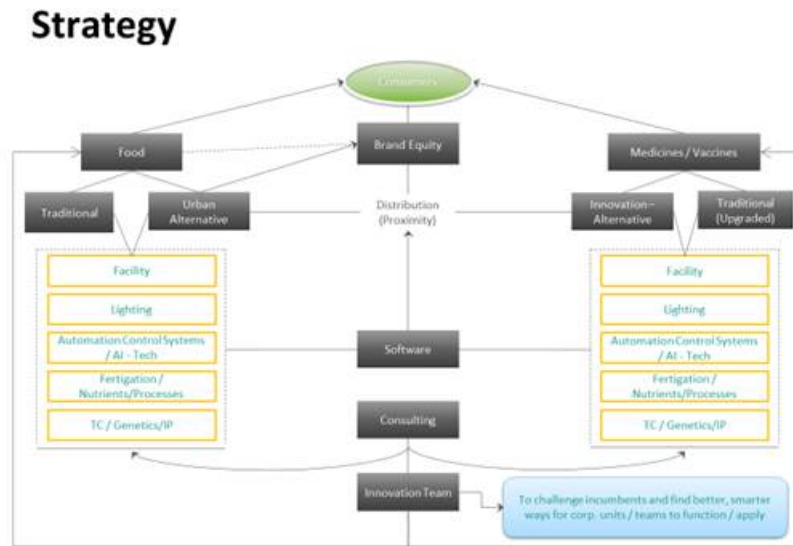 Strategy
Consumers
Food
Brand Equity
Medicines / Vaccines
Traditional
Urban
Alternative
Distribution
(Proximity)
Innovation–
Alternative
Traditional
(Upgraded)
Facility
Lighting
Automation Control Systems
/ AI - Tech
Fertigation /
Nutrients/Processes
TC / Genetics/IP
Software
Facility
Lighting
Automation Control Systems
/ AI - Tech
Fertigation /
Nutrients/Processes
TC / Genetics/IP
Consulting
Innovation Team
To challenge incumbents and find better, smarter
ways for corp. units / teams to function / apply